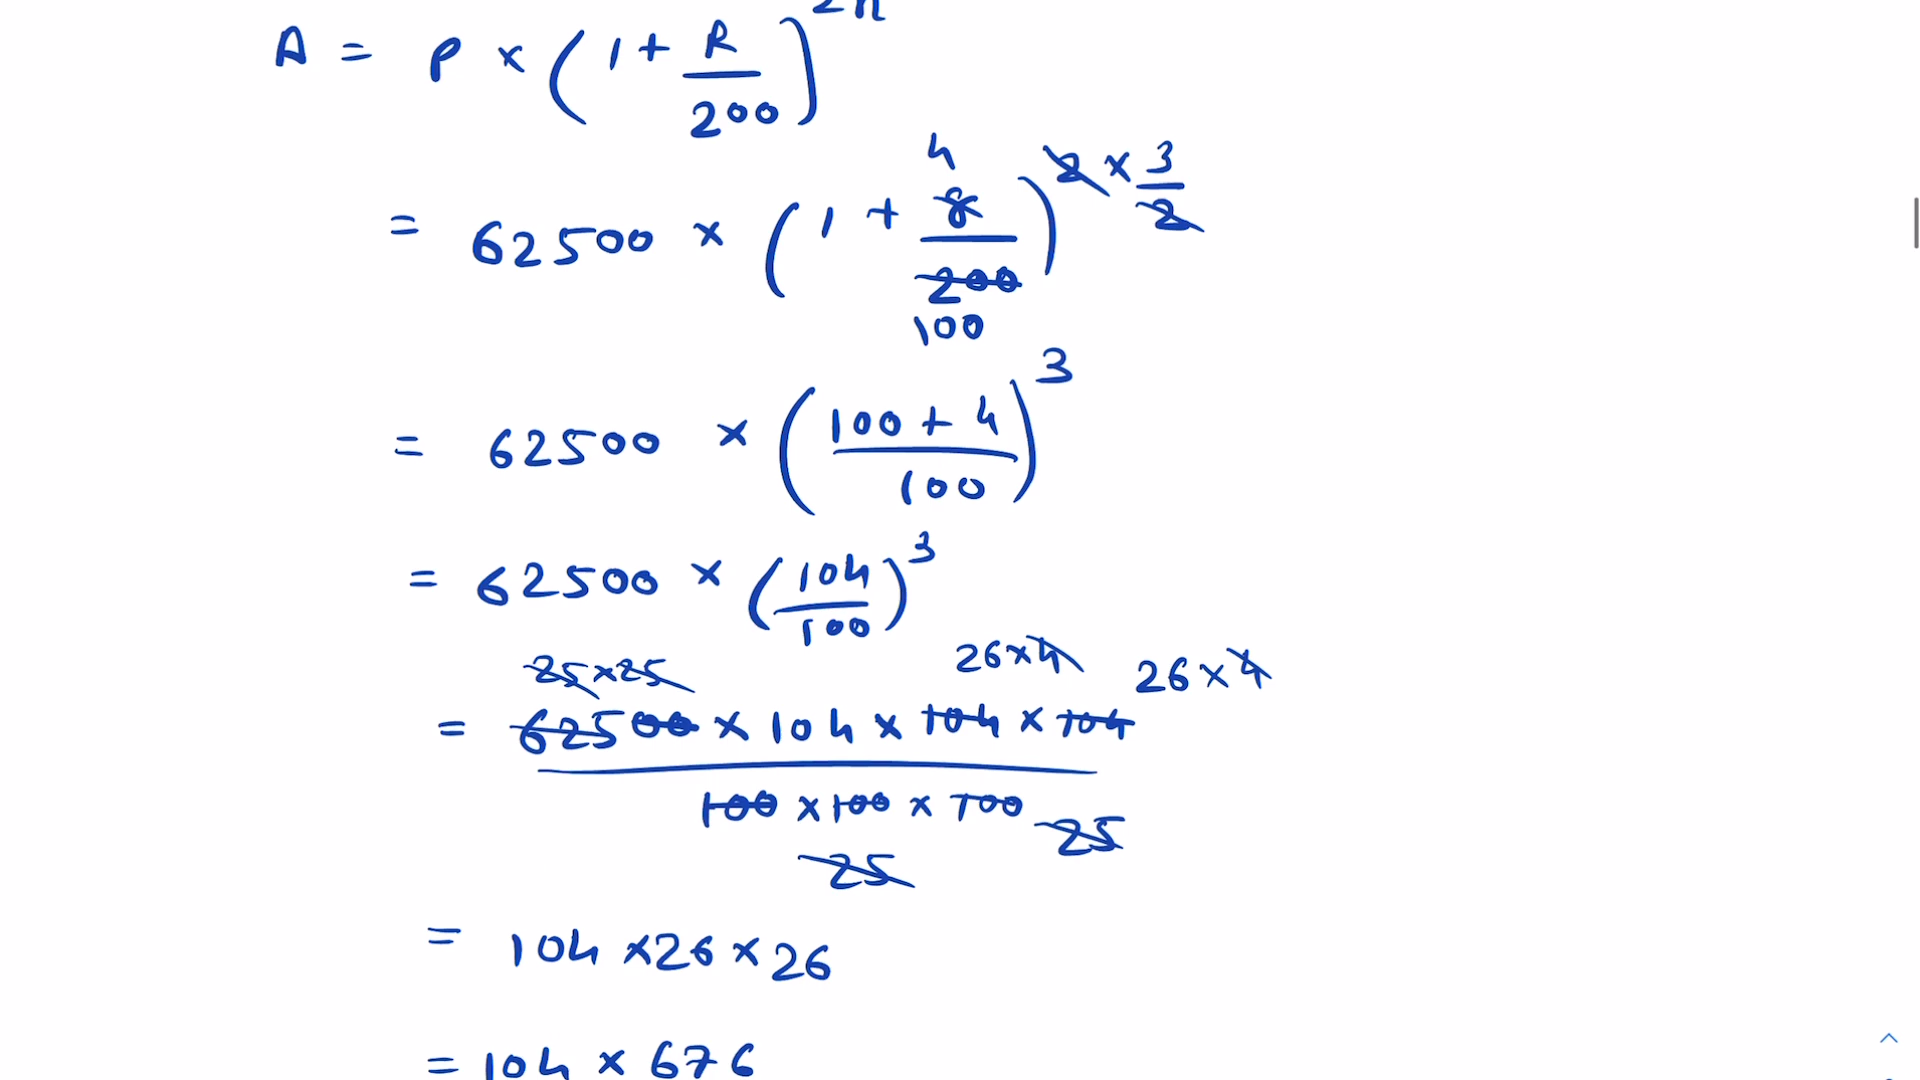 A = P × (1 + R/200)^2n
= 62500 × (1 + 8/200)^2 × 3/2
4
100
= 62500 × (100 + 4/100)^3
= 62500 × (104/100)^3
25×25 26×4 26×4
= 62500 × 104 × 104 × 104
100 × 100 × 100
25 25
= 104 ×26 × 26
= 104 × 676